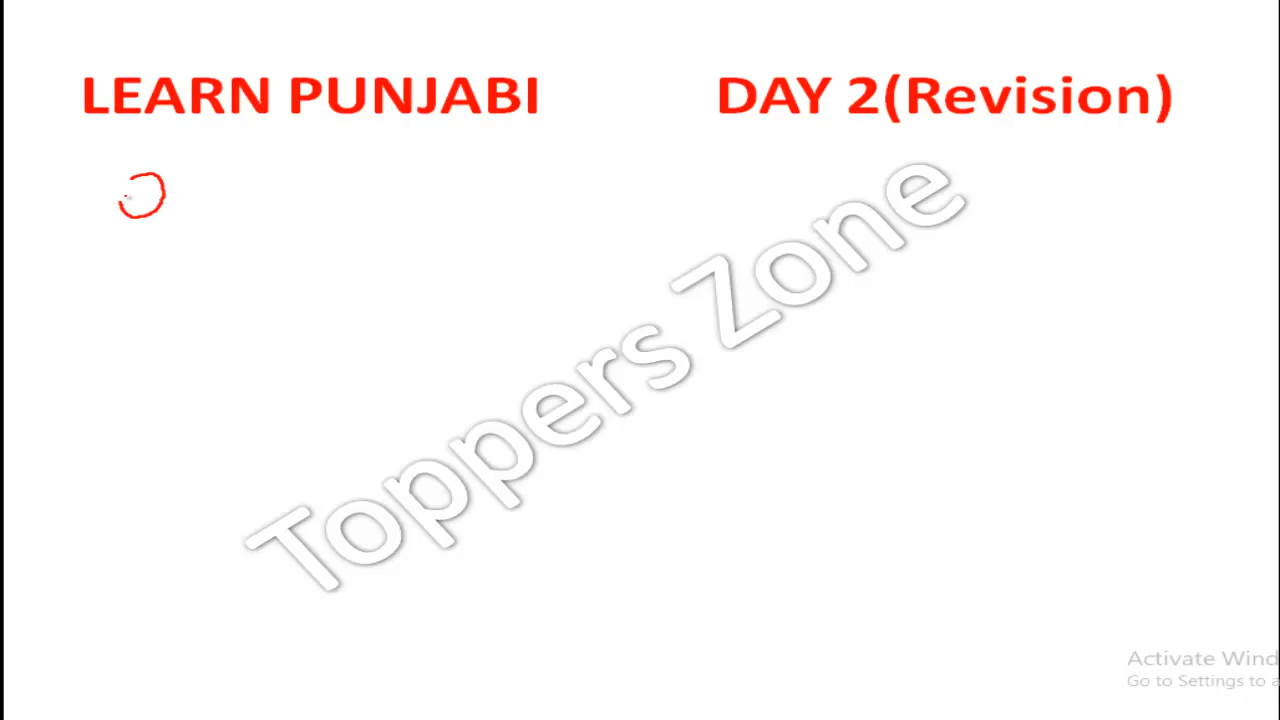 LEARN PUNJABI DAY 2(Revision)
Toppers Zone
Activate Wind
Go to Settings to a